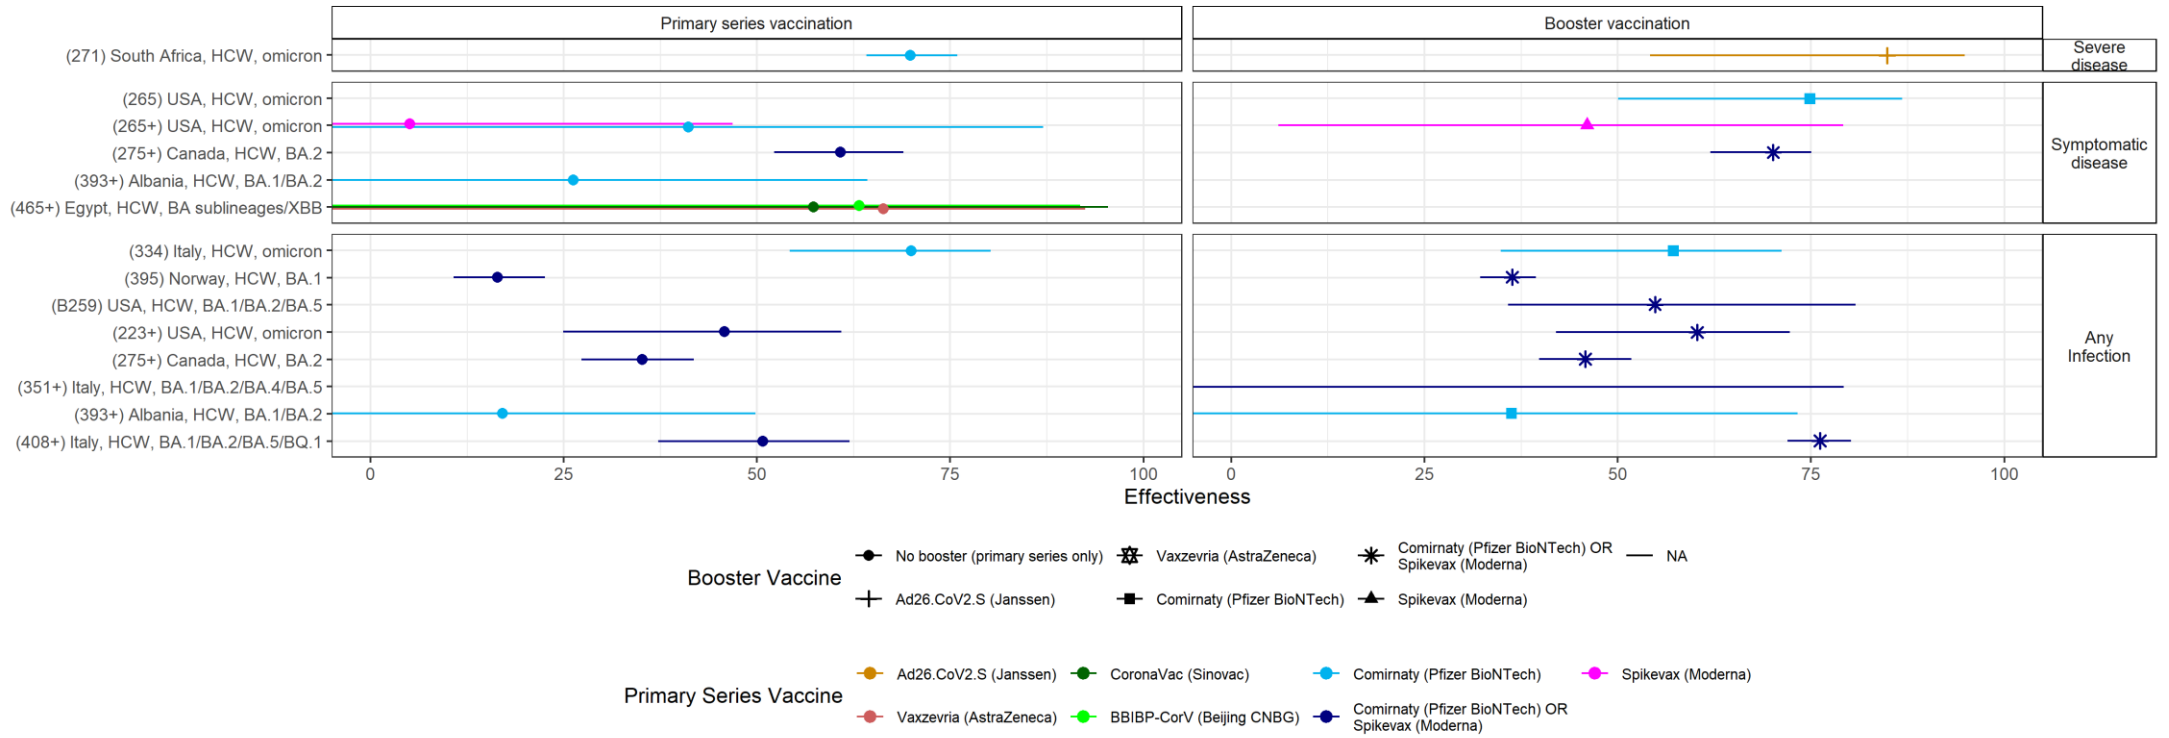 Primary series vaccination
Booster vaccination
(271) South Africa, HCW, omicron
Severe
disease
(265) USA, HCW, omicron
(265+) USA, HCW, omicron
(275+) Canada, HCW, BA.2
(393+) Albania, HCW, BA.1/BA.2
(465+) Egypt, HCW, BA sublineages/XBB
Symptomatic
disease
(334) Italy, HCW, omicron
(395) Norway, HCW, BA.1
(B259) USA, HCW, BA.1/BA.2/BA.5
(223+) USA, HCW, omicron
(275+) Canada, HCW, BA.2
(351+) Italy, HCW, BA.1/BA.2/BA.4/BA.5
(393+) Albania, HCW, BA.1/BA.2
(408+) Italy, HCW, BA.1/BA.2/BA.5/BQ.1
Any
Infection
0 25 50 75 100
0 25 50 75 100
Effectiveness
Booster Vaccine
No booster (primary series only)
Vaxzevria (AstraZeneca)
Comirnaty (Pfizer BioNTech) OR
Spikevax (Moderna)
NA
Ad26.CoV2.S (Janssen)
Comirnaty (Pfizer BioNTech)
Spikevax (Moderna)
Primary Series Vaccine
Ad26.CoV2.S (Janssen)
CoronaVac (Sinovac)
Comirnaty (Pfizer BioNTech)
Spikevax (Moderna)
Vaxzevria (AstraZeneca)
BBIBP-CorV (Beijing CNBG)
Comirnaty (Pfizer BioNTech) OR
Spikevax (Moderna)